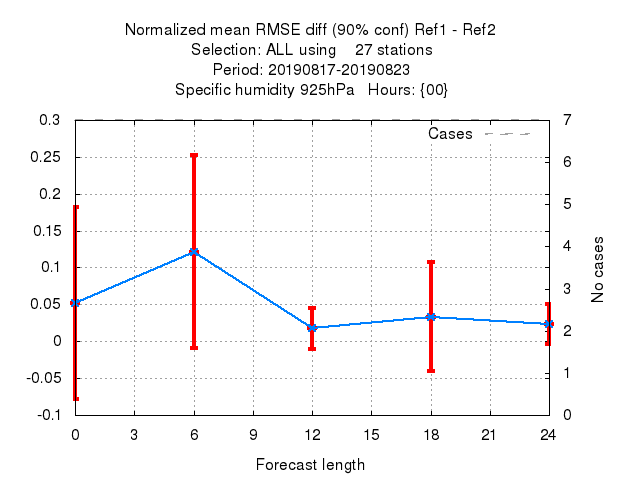 Normalized mean RMSE diff (90% conf) Ref1 - Ref2
Selection: ALL using    27 stations
Period: 20190817-20190823
Specific humidity 925hPa   Hours: {00}
Cases
0.3
0.25
0.2
0.15
0.1
0.05
0
-0.05
-0.1
7
6
5
4
3
2
1
0
No cases
0 3 6 9 12 15 18 21 24
Forecast length